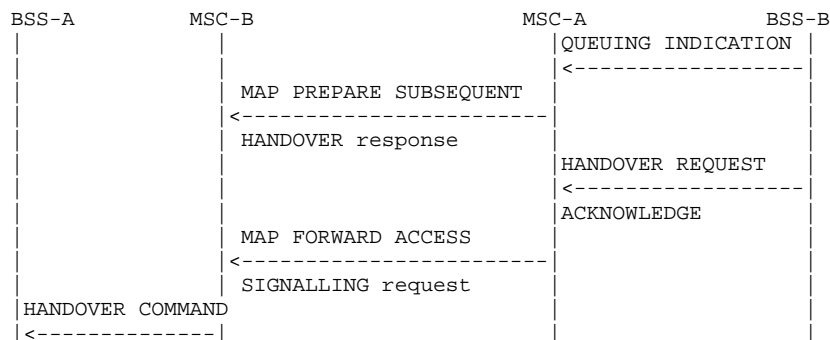 BSS-A MSC-B MSC-A BSS-B
QUEUING INDICATION
MAP PREPARE SUBSEQUENT
HANDOVER response
HANDOVER REQUEST
ACKNOWLEDGE
MAP FORWARD ACCESS
SIGNALLING request
HANDOVER COMMAND